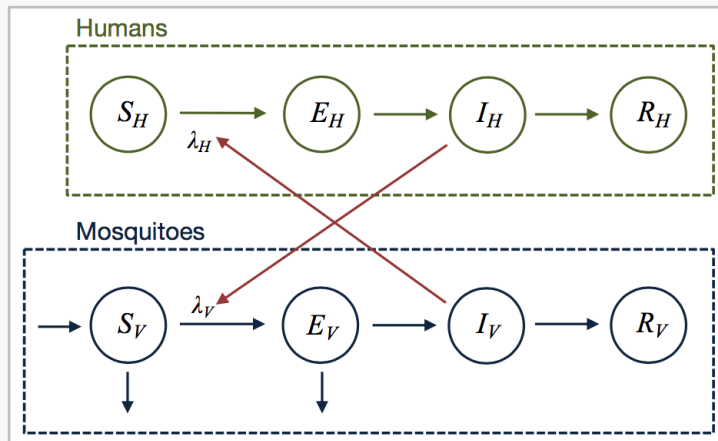 Humans
S_H
E_H
I_H
R_H
λ_H
Mosquitoes
λ_V
S_V
E_V
I_V
R_V